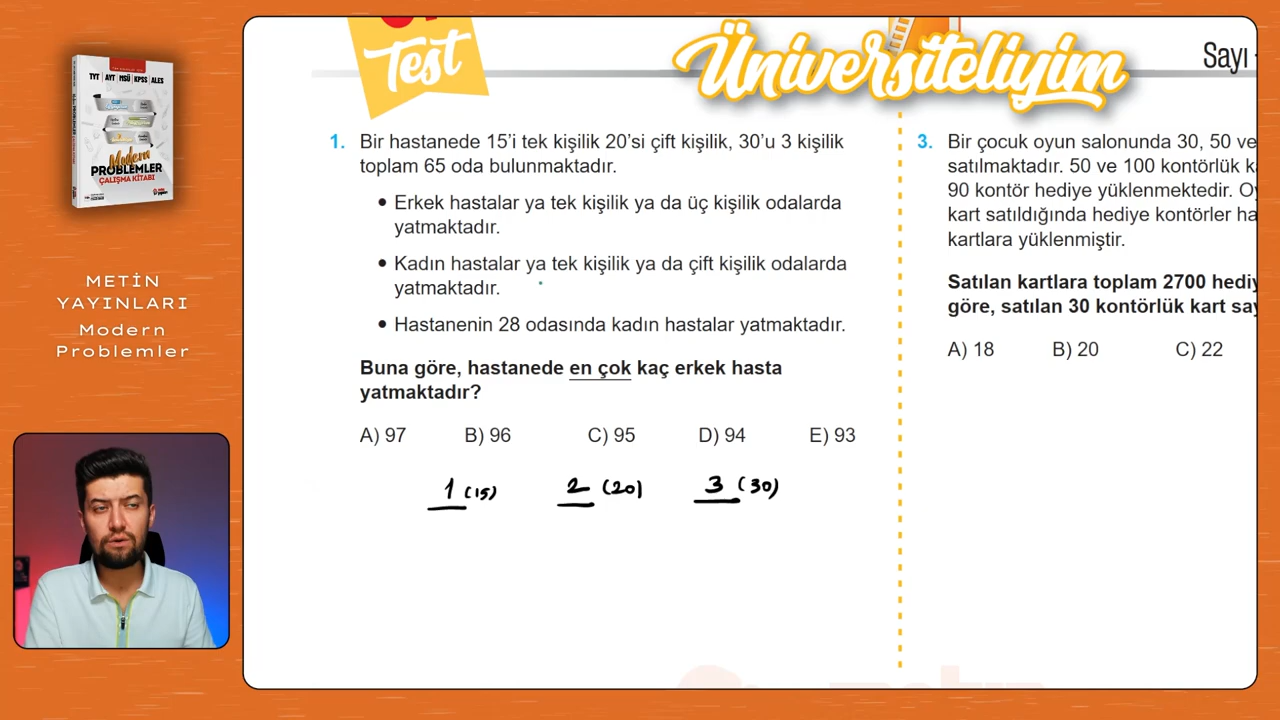 TYT AYT MSÜ KPSS ALES
Modern
PROBLEMLER
ÇALIŞMA KİTABI
METİN
YAYINLARI
Modern
Problemler
Test
Üniversiteliyim
Sayı
1. Bir hastanede 15'i tek kişilik 20'si çift kişilik, 30'u 3 kişilik
toplam 65 oda bulunmaktadır.
• Erkek hastalar ya tek kişilik ya da üç kişilik odalarda
yatmaktadır.
• Kadın hastalar ya tek kişilik ya da çift kişilik odalarda
yatmaktadır.
• Hastanenin 28 odasında kadın hastalar yatmaktadır.
Buna göre, hastanede en çok kaç erkek hasta
yatmaktadır?
A) 97 B) 96 C) 95 D) 94 E) 93
1 (15) 2 (20) 3 (30)
3. Bir çocuk oyun salonunda 30, 50 ve
satılmaktadır. 50 ve 100 kontörlük k
90 kontör hediye yüklenmektedir. Oy
kart satıldığında hediye kontörler ha
kartlara yüklenmiştir.
Satılan kartlara toplam 2700 hediy
göre, satılan 30 kontörlük kart say
A) 18 B) 20 C) 22